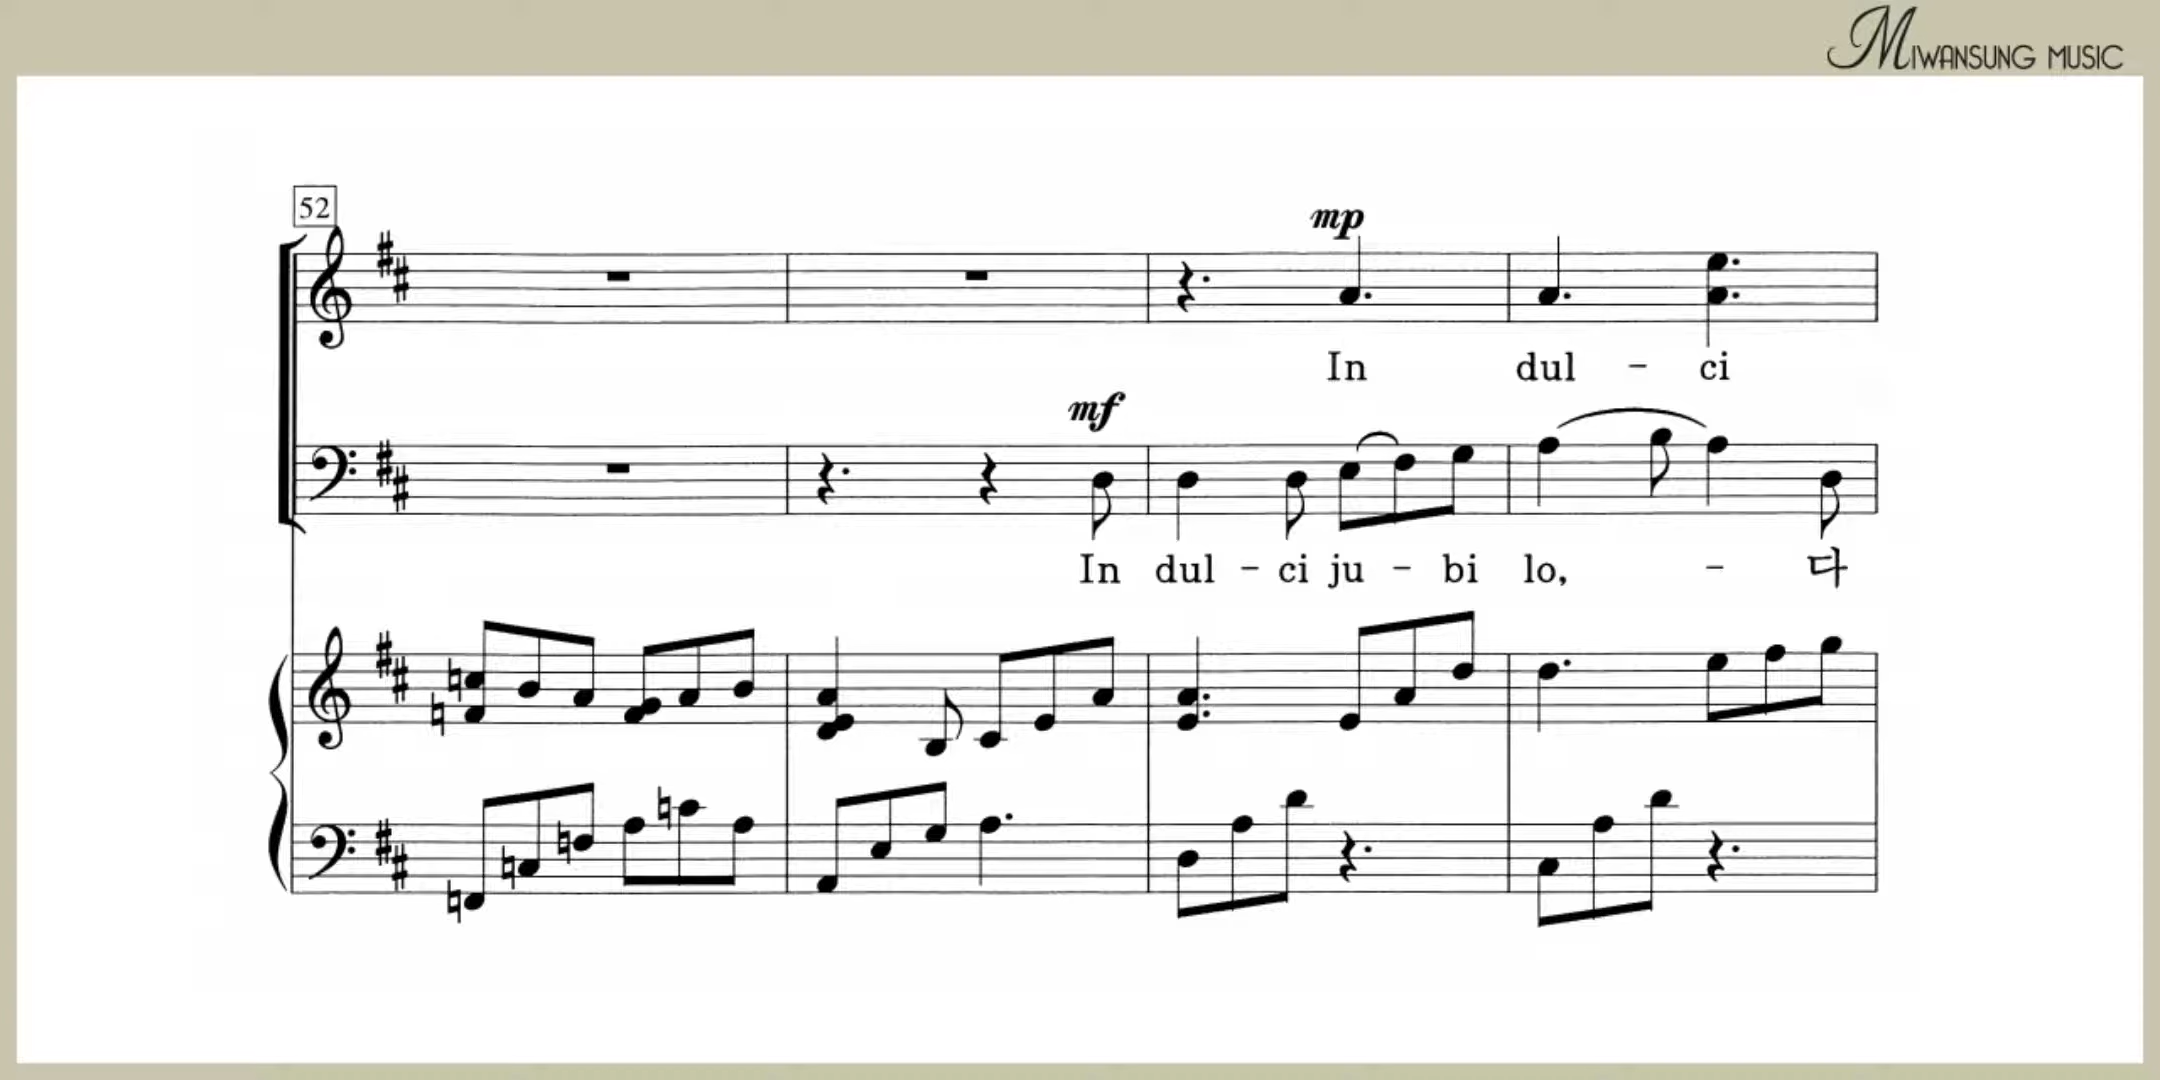 MIWANSUNG MUSIC
52
mp
In dul - ci
mf
In dul - ci ju - bi lo, - 다